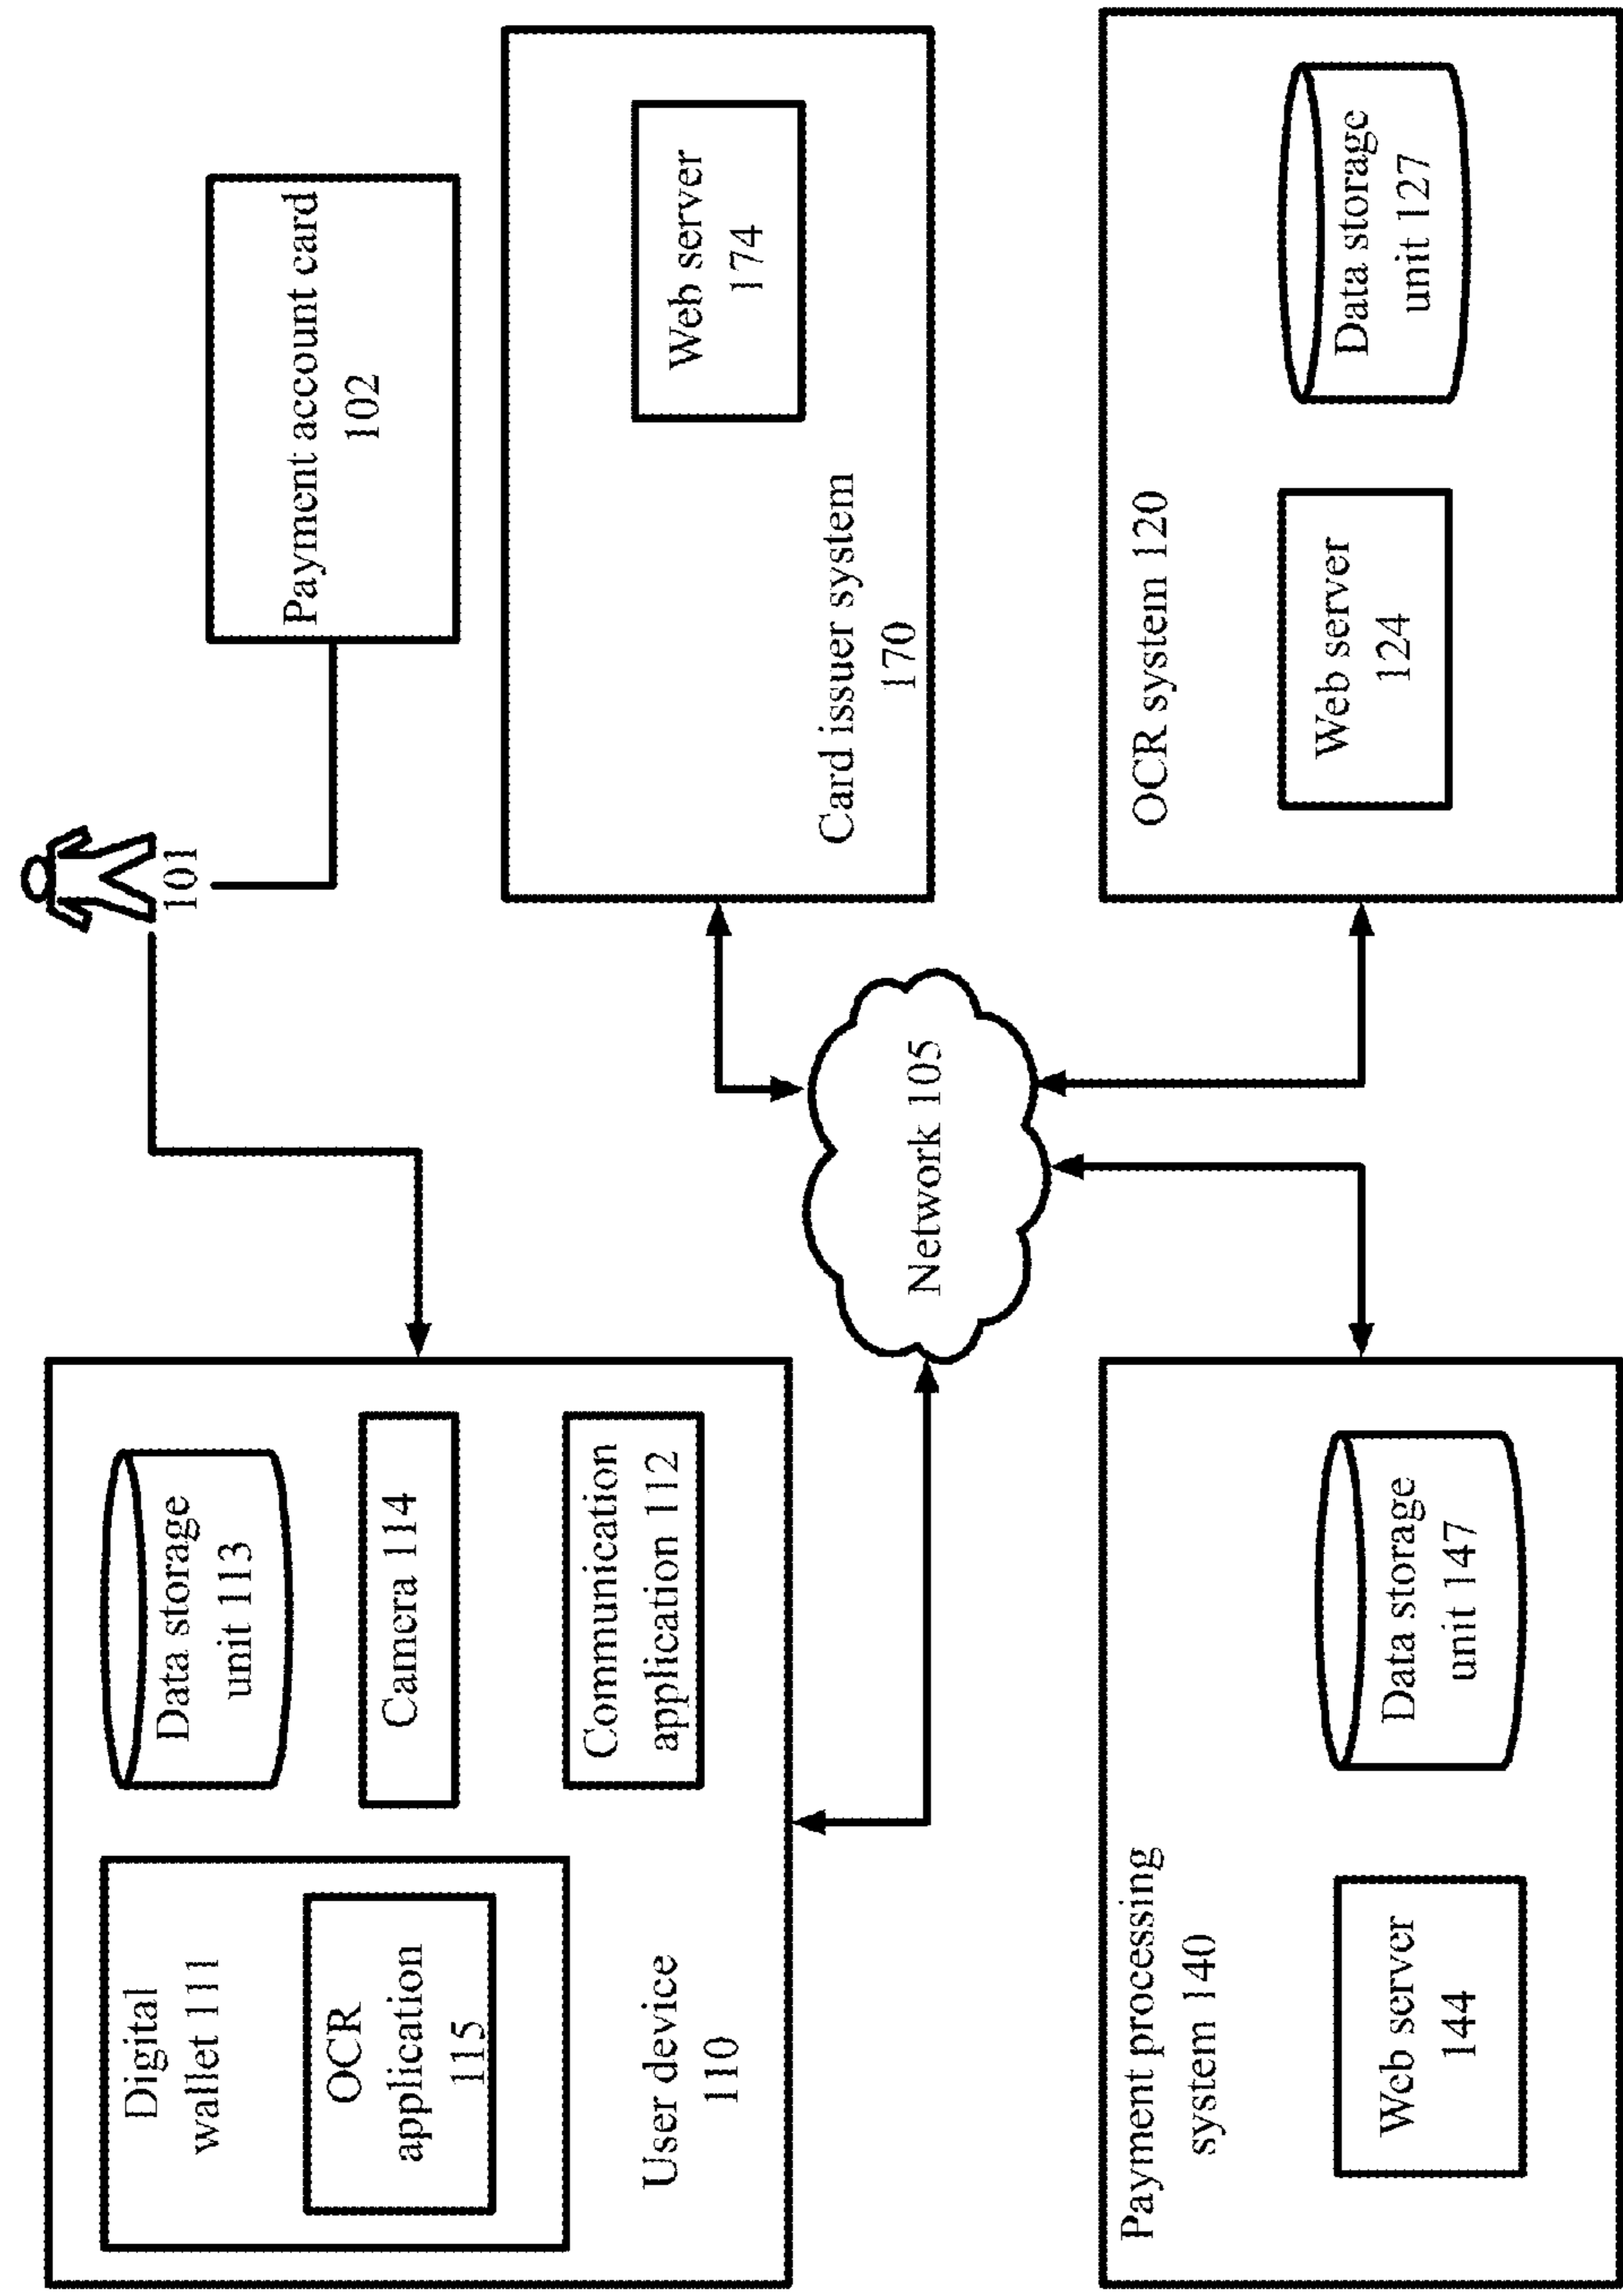 101
Payment account card
102
Digital
wallet 111
OCR
application
115
Data storage
unit 113
Camera 114
Communication
application 112
User device
110
Web server
174
Card issuer system
170
Network 105
Payment processing
system 140
Web server
144
Data storage
unit 147
OCR system 120
Web server
124
Data storage
unit 127